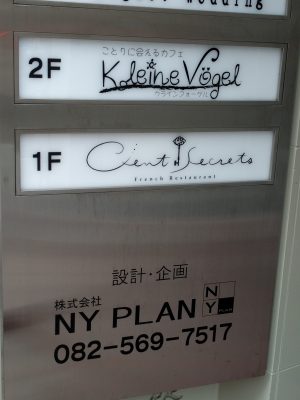 2F
ことりに会えるカフェ
Kleine Vögel
クライン フォーゲル
1F
Cent Secrets
French Restaurant
設計・企画
株式会社
NY PLAN
NY
082-569-7517